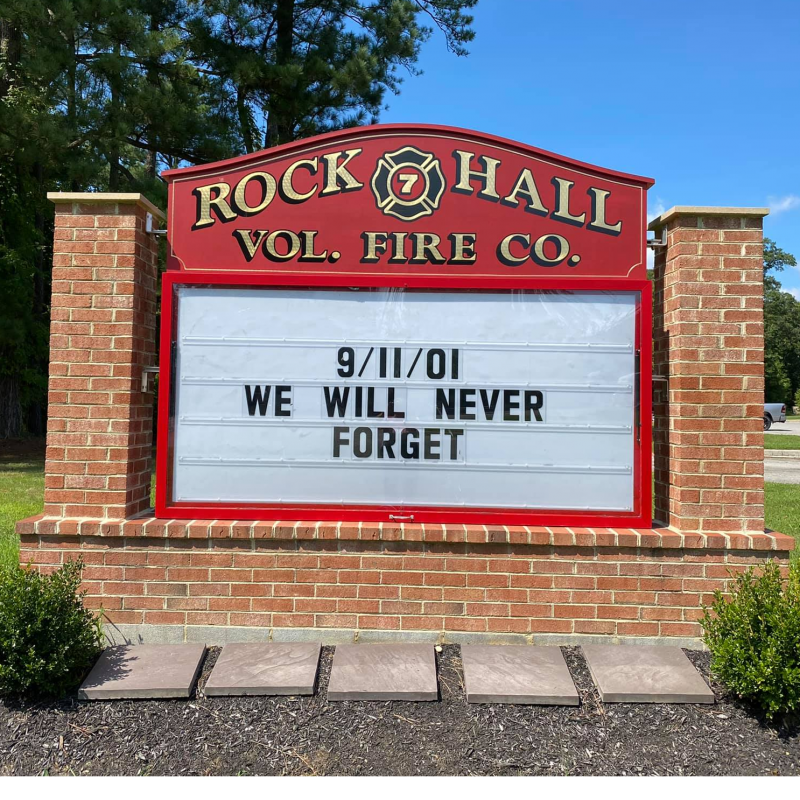 ROCK 7 HALL
VOL. FIRE CO.
9/11/01
WE WILL NEVER
FORGET